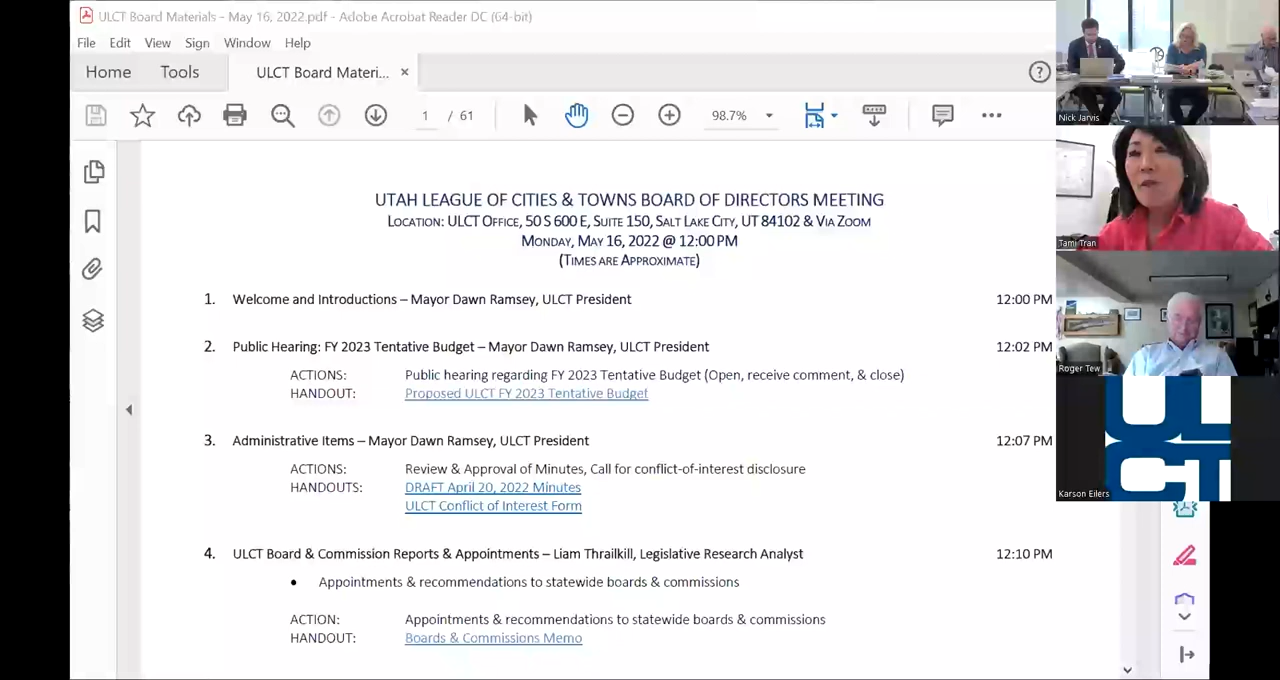 ULCT Board Materials - May 16, 2022.pdf - Adobe Acrobat Reader DC (64-bit)
File Edit View Sign Window Help
Home Tools ULCT Board Materi... ×
1 / 61 98.7%
UTAH LEAGUE OF CITIES & TOWNS BOARD OF DIRECTORS MEETING
LOCATION: ULCT OFFICE, 50 S 600 E, SUITE 150, SALT LAKE CITY, UT 84102 & VIA ZOOM
MONDAY, MAY 16, 2022 @ 12:00 PM
(TIMES ARE APPROXIMATE)
1. Welcome and Introductions – Mayor Dawn Ramsey, ULCT President 12:00 PM
2. Public Hearing: FY 2023 Tentative Budget – Mayor Dawn Ramsey, ULCT President 12:02 PM
ACTIONS: Public hearing regarding FY 2023 Tentative Budget (Open, receive comment, & close)
HANDOUT: Proposed ULCT FY 2023 Tentative Budget
3. Administrative Items – Mayor Dawn Ramsey, ULCT President 12:07 PM
ACTIONS: Review & Approval of Minutes, Call for conflict-of-interest disclosure
HANDOUTS: DRAFT April 20, 2022 Minutes
ULCT Conflict of Interest Form
4. ULCT Board & Commission Reports & Appointments – Liam Thrailkill, Legislative Research Analyst 12:10 PM
• Appointments & recommendations to statewide boards & commissions
ACTION: Appointments & recommendations to statewide boards & commissions
HANDOUT: Boards & Commissions Memo
Nick Jarvis
Tami Tran
Roger Tew
UL
CT
Karson Eilers